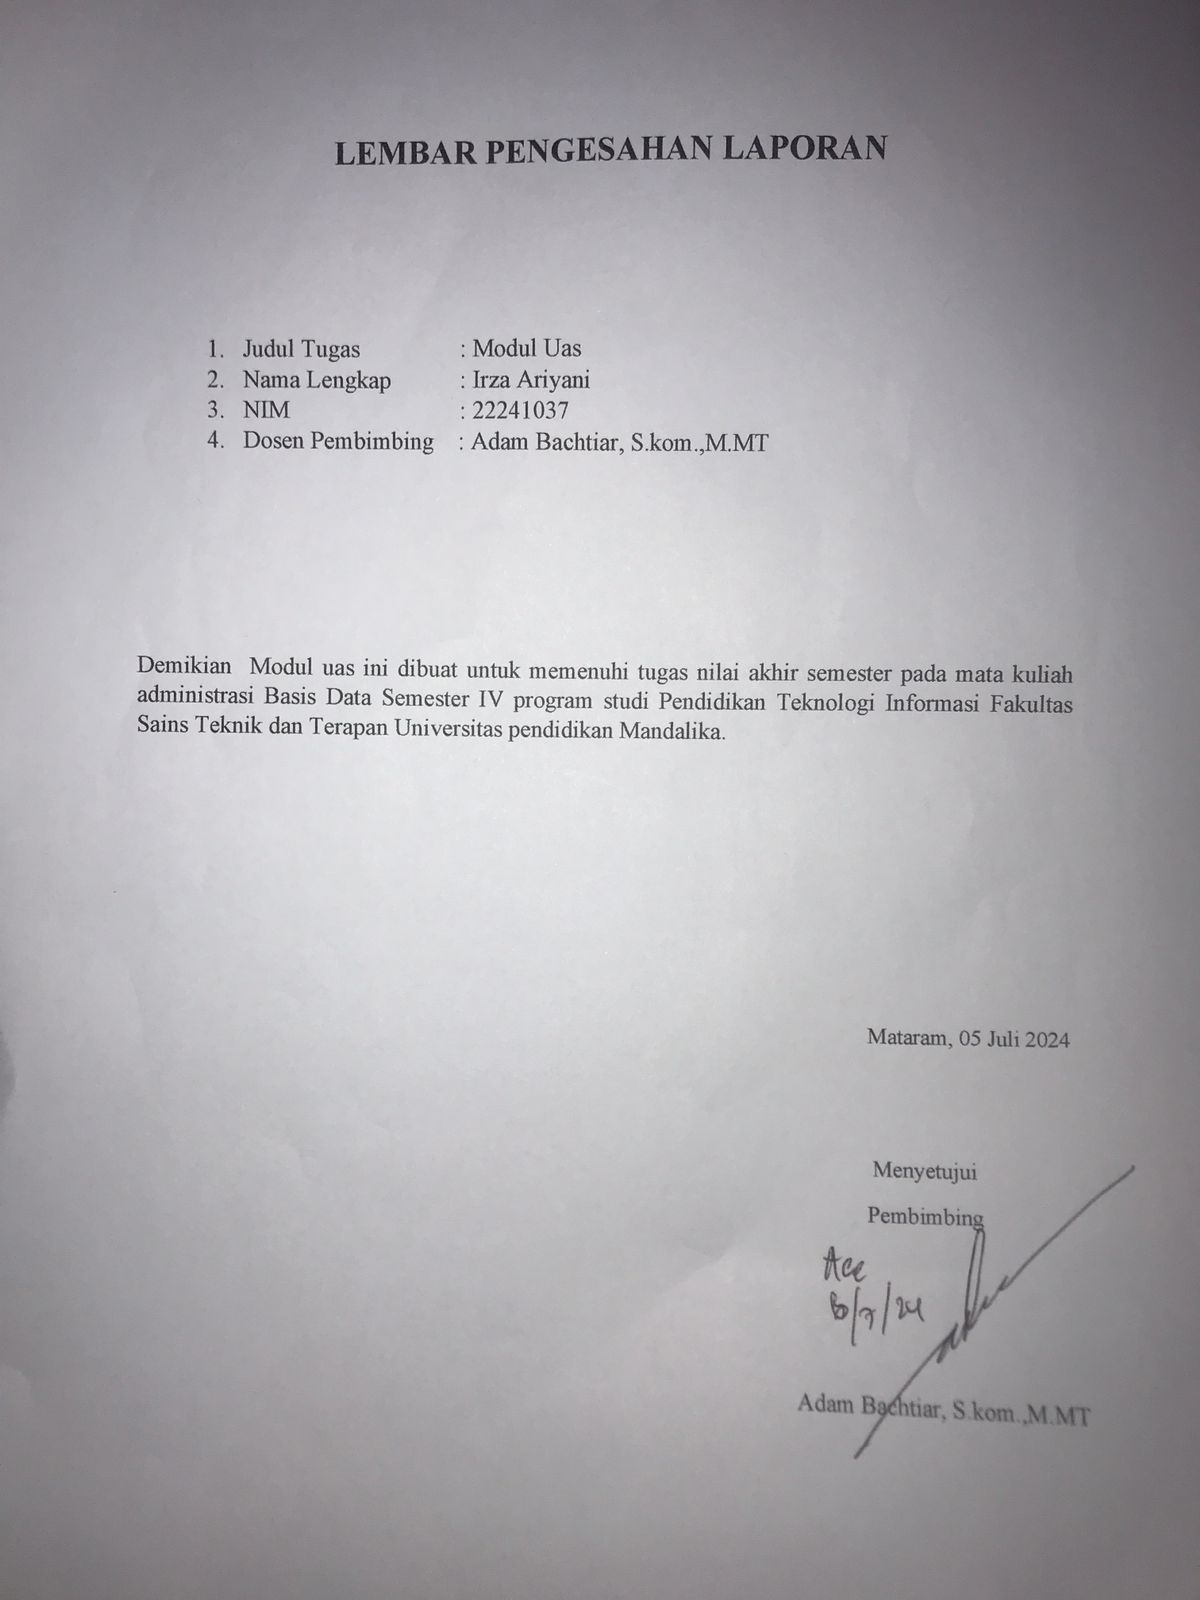 LEMBAR PENGESAHAN LAPORAN
1. Judul Tugas : Modul Uas
2. Nama Lengkap : Irza Ariyani
3. NIM : 22241037
4. Dosen Pembimbing : Adam Bachtiar, S.kom.,M.MT
Demikian Modul uas ini dibuat untuk memenuhi tugas nilai akhir semester pada mata kuliah
administrasi Basis Data Semester IV program studi Pendidikan Teknologi Informasi Fakultas
Sains Teknik dan Terapan Universitas pendidikan Mandalika.
Mataram, 05 Juli 2024
Menyetujui
Pembimbing
Acc
Adam Bachtiar, S.kom.,M.MT